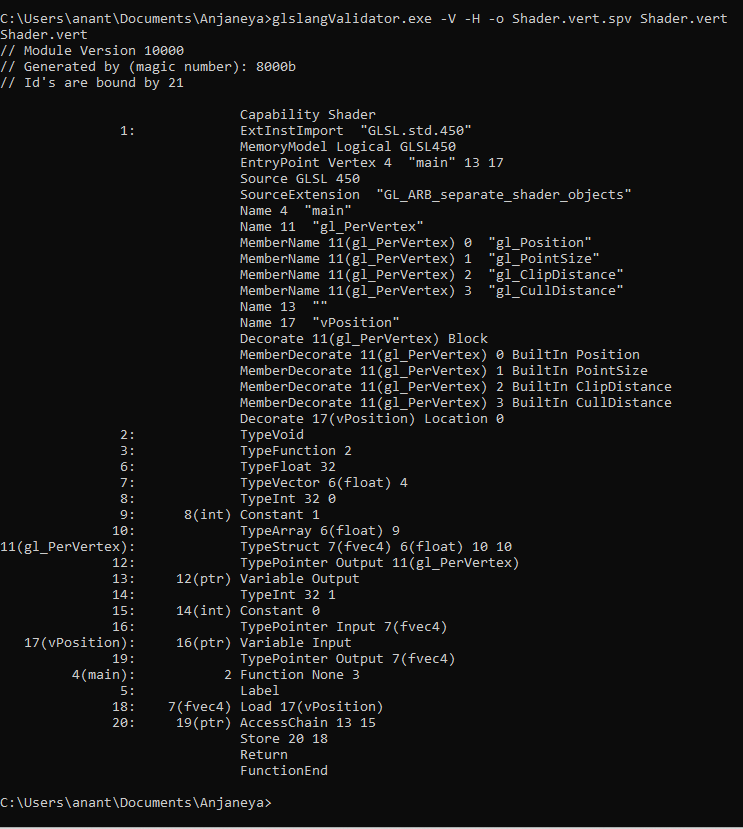 C:\Users\anant\Documents\Anjaneya>glslangValidator.exe -V -H -o Shader.vert.spv Shader.vert
Shader.vert
// Module Version 10000
// Generated by (magic number): 8000b
// Id's are bound by 21
Capability Shader
1: ExtInstImport "GLSL.std.450"
MemoryModel Logical GLSL450
EntryPoint Vertex 4 "main" 13 17
Source GLSL 450
SourceExtension "GL_ARB_separate_shader_objects"
Name 4 "main"
Name 11 "gl_PerVertex"
MemberName 11(gl_PerVertex) 0 "gl_Position"
MemberName 11(gl_PerVertex) 1 "gl_PointSize"
MemberName 11(gl_PerVertex) 2 "gl_ClipDistance"
MemberName 11(gl_PerVertex) 3 "gl_CullDistance"
Name 13 ""
Name 17 "vPosition"
Decorate 11(gl_PerVertex) Block
MemberDecorate 11(gl_PerVertex) 0 BuiltIn Position
MemberDecorate 11(gl_PerVertex) 1 BuiltIn PointSize
MemberDecorate 11(gl_PerVertex) 2 BuiltIn ClipDistance
MemberDecorate 11(gl_PerVertex) 3 BuiltIn CullDistance
Decorate 17(vPosition) Location 0
2: TypeVoid
3: TypeFunction 2
6: TypeFloat 32
7: TypeVector 6(float) 4
8: TypeInt 32 0
9: 8(int) Constant 1
10: TypeArray 6(float) 9
11(gl_PerVertex): TypeStruct 7(fvec4) 6(float) 10 10
12: TypePointer Output 11(gl_PerVertex)
13: 12(ptr) Variable Output
14: TypeInt 32 1
15: 14(int) Constant 0
16: TypePointer Input 7(fvec4)
17(vPosition): 16(ptr) Variable Input
19: TypePointer Output 7(fvec4)
4(main): 2 Function None 3
5: Label
18: 7(fvec4) Load 17(vPosition)
20: 19(ptr) AccessChain 13 15
Store 20 18
Return
FunctionEnd
C:\Users\anant\Documents\Anjaneya>